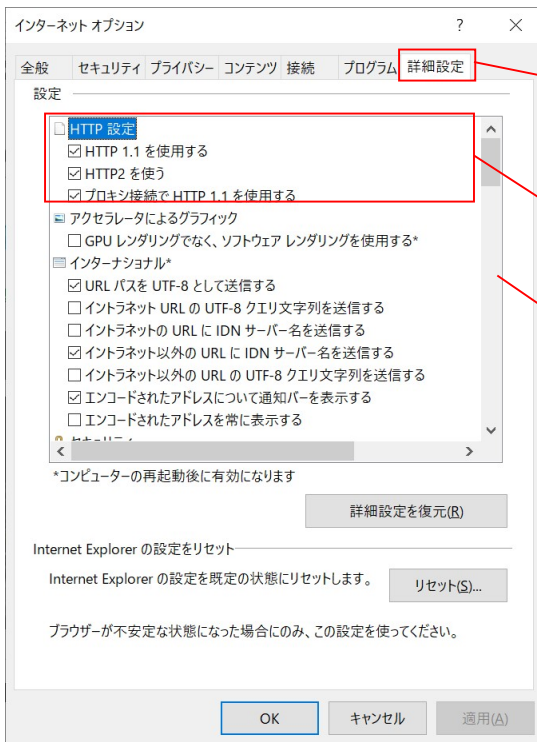 インターネット オプション ? ×
全般 セキュリティ プライバシー コンテンツ 接続 プログラム 詳細設定
設定
HTTP 設定
HTTP 1.1 を使用する
HTTP2 を使う
プロキシ接続で HTTP 1.1 を使用する
アクセラレータによるグラフィック
GPU レンダリングでなく、ソフトウェア レンダリングを使用する*
インターナショナル*
URL パスを UTF-8 として送信する
イントラネット URL の UTF-8 クエリ文字列を送信する
イントラネットの URL に IDN サーバー名を送信する
イントラネット以外の URL に IDN サーバー名を送信する
イントラネット以外の URL の UTF-8 クエリ文字列を送信する
エンコードされたアドレスについて通知バーを表示する
エンコードされたアドレスを常に表示する
*コンピューターの再起動後に有効になります
詳細設定を復元(R)
Internet Explorer の設定をリセット
Internet Explorer の設定を既定の状態にリセットします。
リセット(S)...
ブラウザーが不安定な状態になった場合にのみ、この設定を使ってください。
OK キャンセル 適用(A)